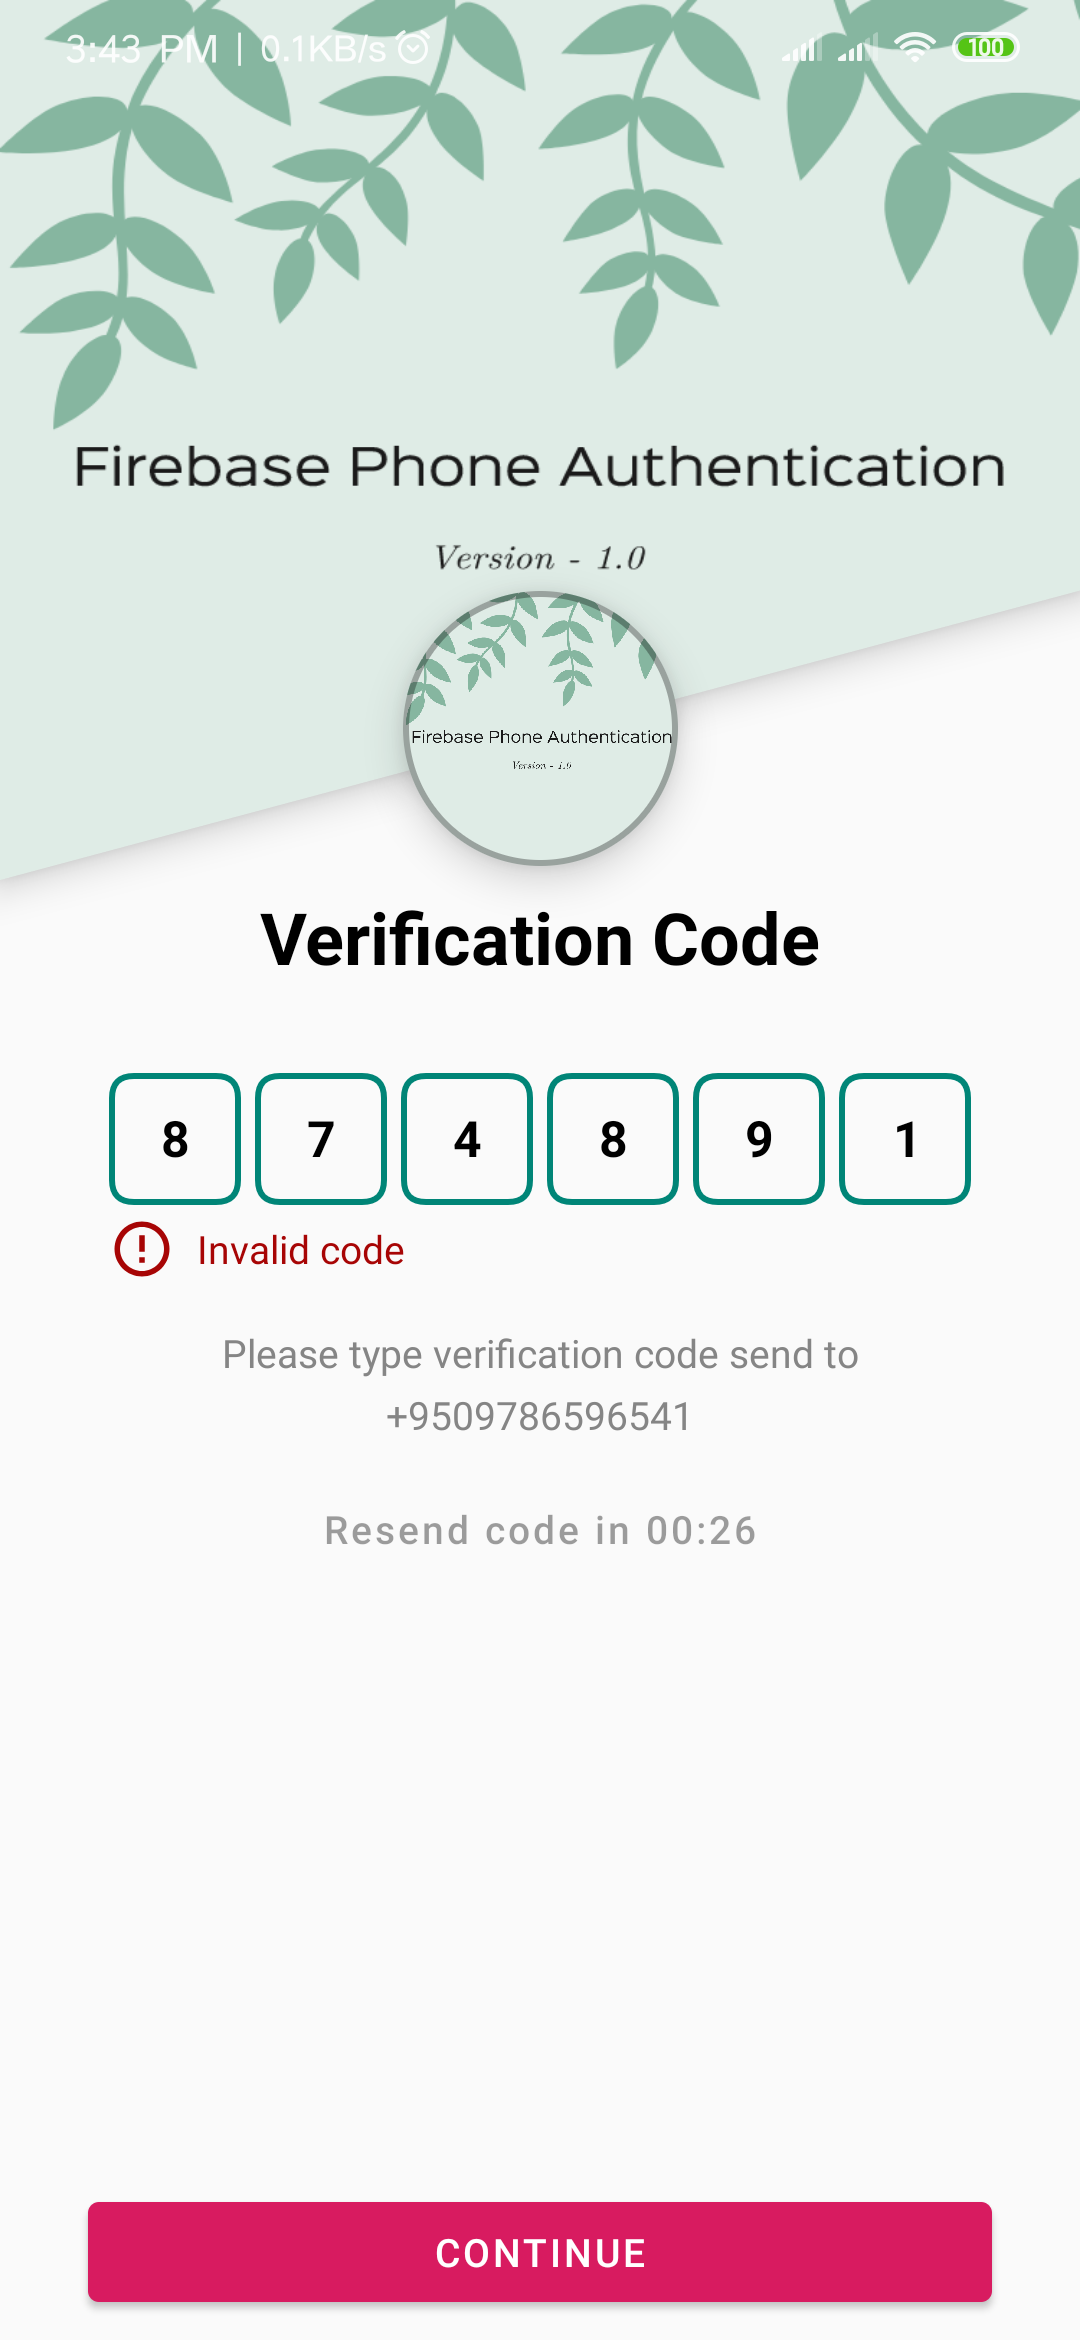 3:43 PM | 0.1KB/s
100
Firebase Phone Authentication
Version - 1.0
Firebase Phone Authentication
Version - 1.0
Verification Code
8 7 4 8 9 1
Invalid code
Please type verification code send to
+9509786596541
Resend code in 00:26
CONTINUE